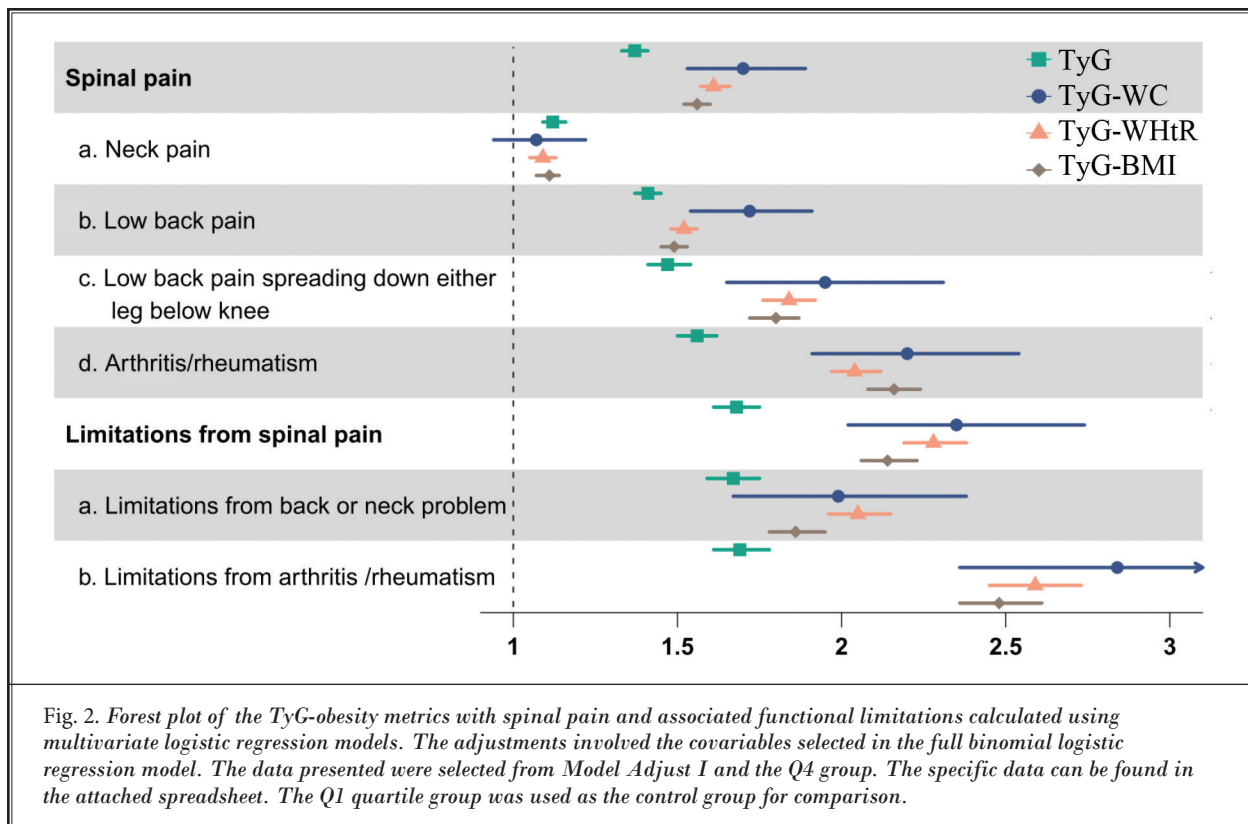 Spinal pain
TyG
TyG-WC
TyG-WHtR
TyG-BMI
a. Neck pain
b. Low back pain
c. Low back pain spreading down either
leg below knee
d. Arthritis/rheumatism
Limitations from spinal pain
a. Limitations from back or neck problem
b. Limitations from arthritis /rheumatism
1 1.5 2 2.5 3
Fig. 2. Forest plot of the TyG-obesity metrics with spinal pain and associated functional limitations calculated using
multivariate logistic regression models. The adjustments involved the covariables selected in the full binomial logistic
regression model. The data presented were selected from Model Adjust I and the Q4 group. The specific data can be found in
the attached spreadsheet. The Q1 quartile group was used as the control group for comparison.